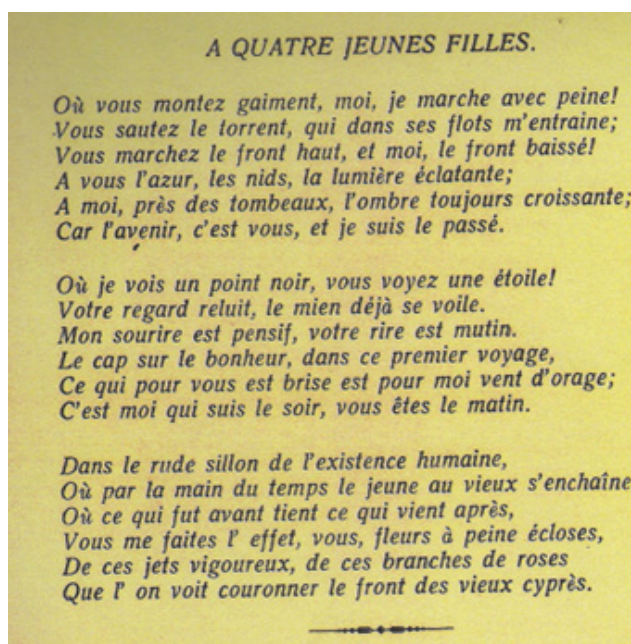 A QUATRE JEUNES FILLES.
Où vous montez gaiment, moi, je marche avec peine!
Vous sautez le torrent, qui dans ses flots m'entraine;
Vous marchez le front haut, et moi, le front baissé!
A vous l'azur, les nids, la lumière éclatante;
A moi, près des tombeaux, l'ombre toujours croissante;
Car l'avenir, c'est vous, et je suis le passé.
Où je vois un point noir, vous voyez une étoile!
Votre regard reluit, le mien déjà se voile.
Mon sourire est pensif, votre rire est mutin.
Le cap sur le bonheur, dans ce premier voyage,
Ce qui pour vous est brise est pour moi vent d'orage;
C'est moi qui suis le soir, vous êtes le matin.
Dans le rude sillon de l'existence humaine,
Où par la main du temps le jeune au vieux s'enchaîne
Où ce qui fut avant tient ce qui vient après,
Vous me faites l' effet, vous, fleurs à peine écloses,
De ces jets vigoureux, de ces branches de roses
Que l' on voit couronner le front des vieux cyprès.